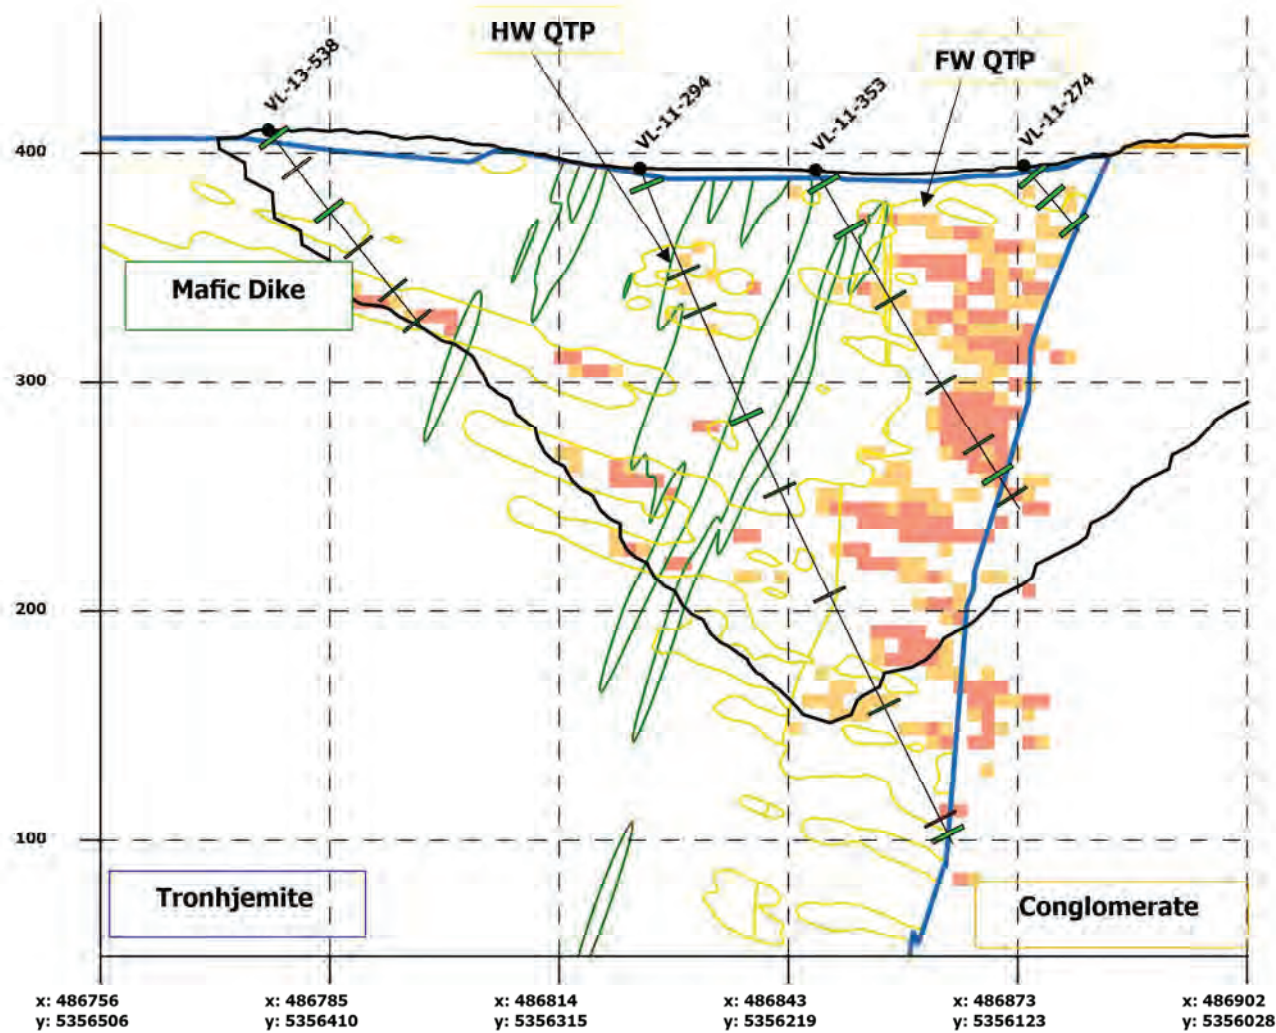 HW QTP
FW QTP
VL-13-538
VL-11-294
VL-11-353
VL-11-274
400
Mafic Dike
300
200
100
Tronhjemite
Conglomerate
x: 486756
y: 5356506
x: 486785
y: 5356410
x: 486814
y: 5356315
x: 486843
y: 5356219
x: 486873
y: 5356123
x: 486902
y: 5356028